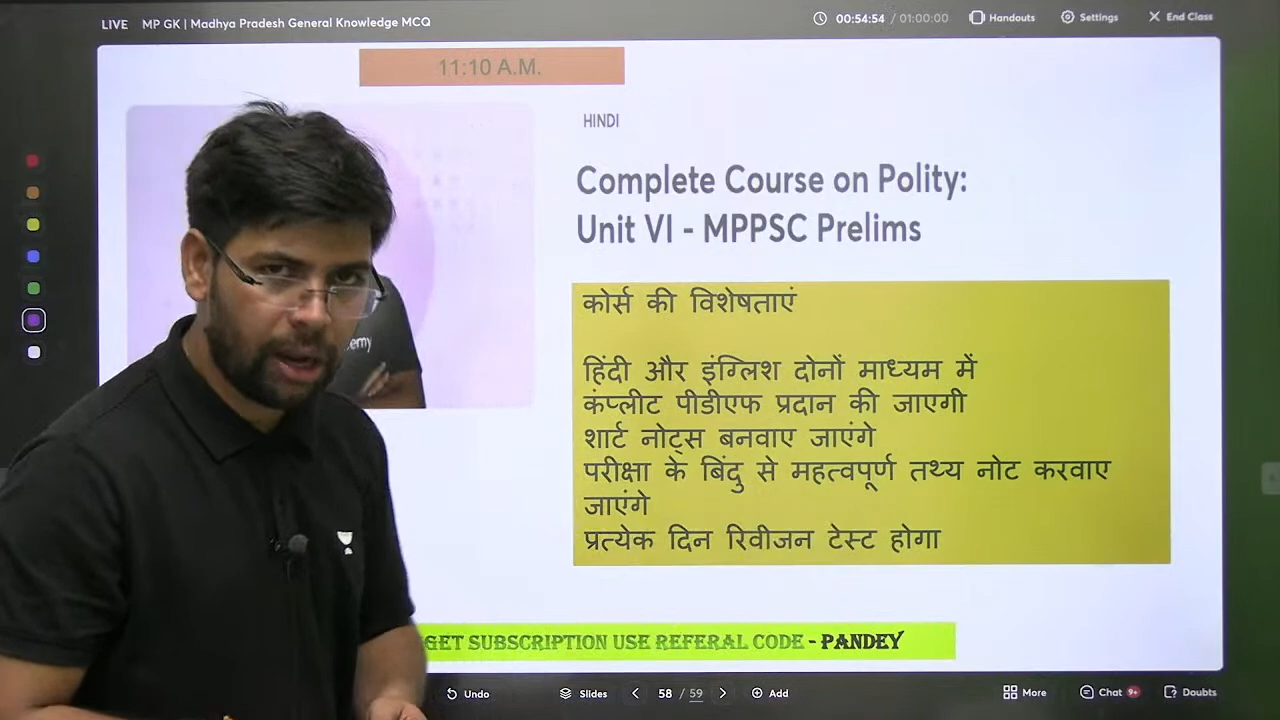 LIVE MP GK | Madhya Pradesh General Knowledge MCQ
00:54:54 / 01:00:00
Handouts
Settings
End Class
11:10 A.M.
HINDI
Complete Course on Polity:
Unit VI - MPPSC Prelims
कोर्स की विशेषताएं
हिंदी और इंग्लिश दोनों माध्यम में
कंप्लीट पीडीएफ प्रदान की जाएगी
शार्ट नोट्स बनवाए जाएंगे
परीक्षा के बिंदु से महत्वपूर्ण तथ्य नोट करवाए
जाएंगे
प्रत्येक दिन रिवीजन टेस्ट होगा
GET SUBSCRIPTION USE REFERAL CODE - PANDEY
Undo
Slides
58 / 59
Add
More
Chat 9+
Doubts